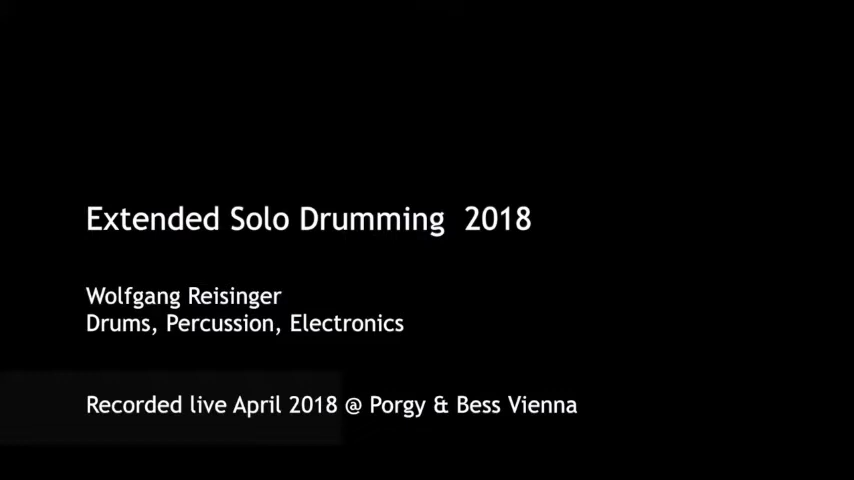 Extended Solo Drumming 2018
Wolfgang Reisinger
Drums, Percussion, Electronics
Recorded live April 2018 @ Porgy & Bess Vienna